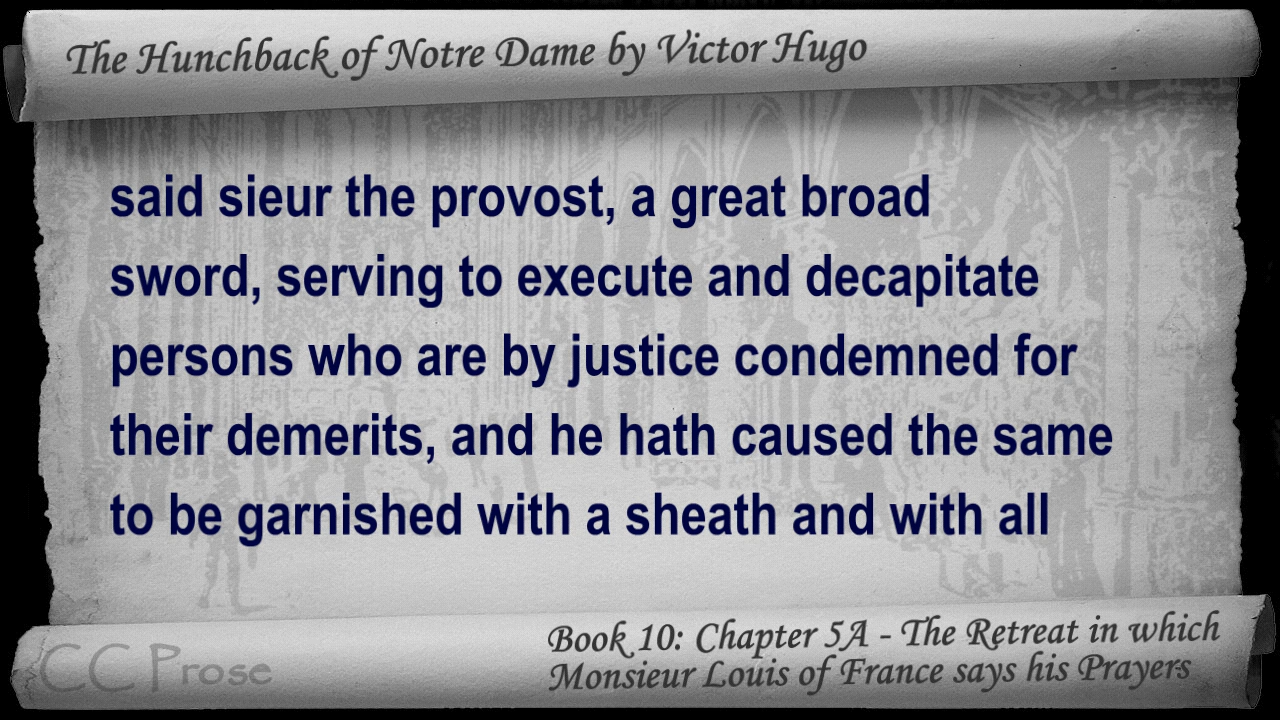 The Hunchback of Notre Dame by Victor Hugo
said sieur the provost, a great broad
sword, serving to execute and decapitate
persons who are by justice condemned for
their demerits, and he hath caused the same
to be garnished with a sheath and with all
CC Prose
Book 10: Chapter 5A - The Retreat in which
Monsieur Louis of France says his Prayers